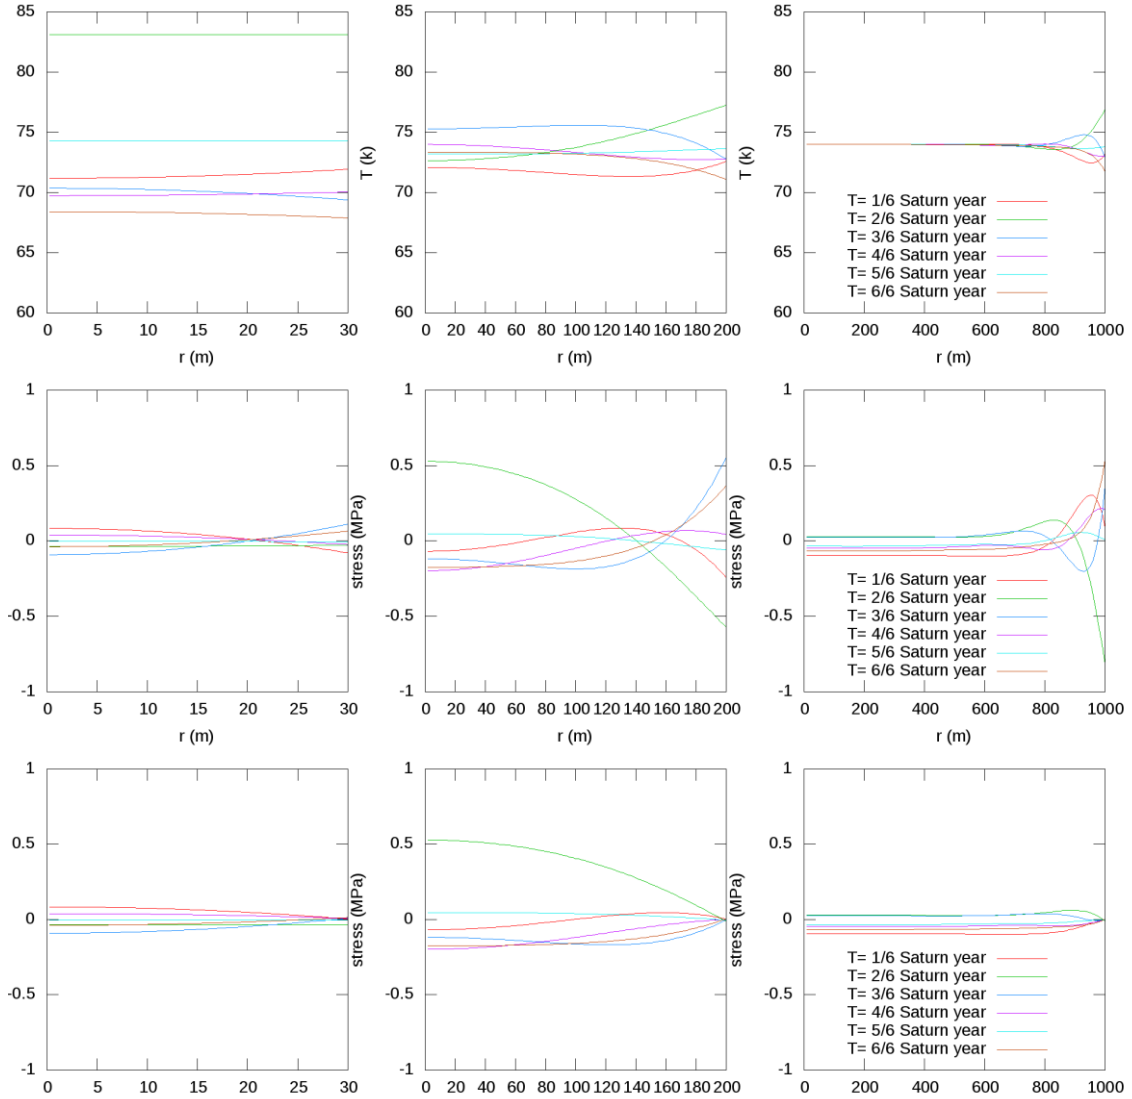 85
80
75
70
65
60
0 5 10 15 20 25 30
r (m)
T (k)
85
80
75
70
65
60
0 20 40 60 80 100 120 140 160 180 200
r (m)
T (k)
85
80
75
70
65
60
0 200 400 600 800 1000
r (m)
T= 1/6 Saturn year
T= 2/6 Saturn year
T= 3/6 Saturn year
T= 4/6 Saturn year
T= 5/6 Saturn year
T= 6/6 Saturn year
1
0.5
0
-0.5
-1
0 5 10 15 20 25 30
r (m)
stress (MPa)
1
0.5
0
-0.5
-1
0 20 40 60 80 100 120 140 160 180 200
r (m)
stress (MPa)
1
0.5
0
-0.5
-1
0 200 400 600 800 1000
r (m)
T= 1/6 Saturn year
T= 2/6 Saturn year
T= 3/6 Saturn year
T= 4/6 Saturn year
T= 5/6 Saturn year
T= 6/6 Saturn year
1
0.5
0
-0.5
-1
0 5 10 15 20 25 30
stress (MPa)
1
0.5
0
-0.5
-1
0 20 40 60 80 100 120 140 160 180 200
stress (MPa)
1
0.5
0
-0.5
-1
0 200 400 600 800 1000
T= 1/6 Saturn year
T= 2/6 Saturn year
T= 3/6 Saturn year
T= 4/6 Saturn year
T= 5/6 Saturn year
T= 6/6 Saturn year